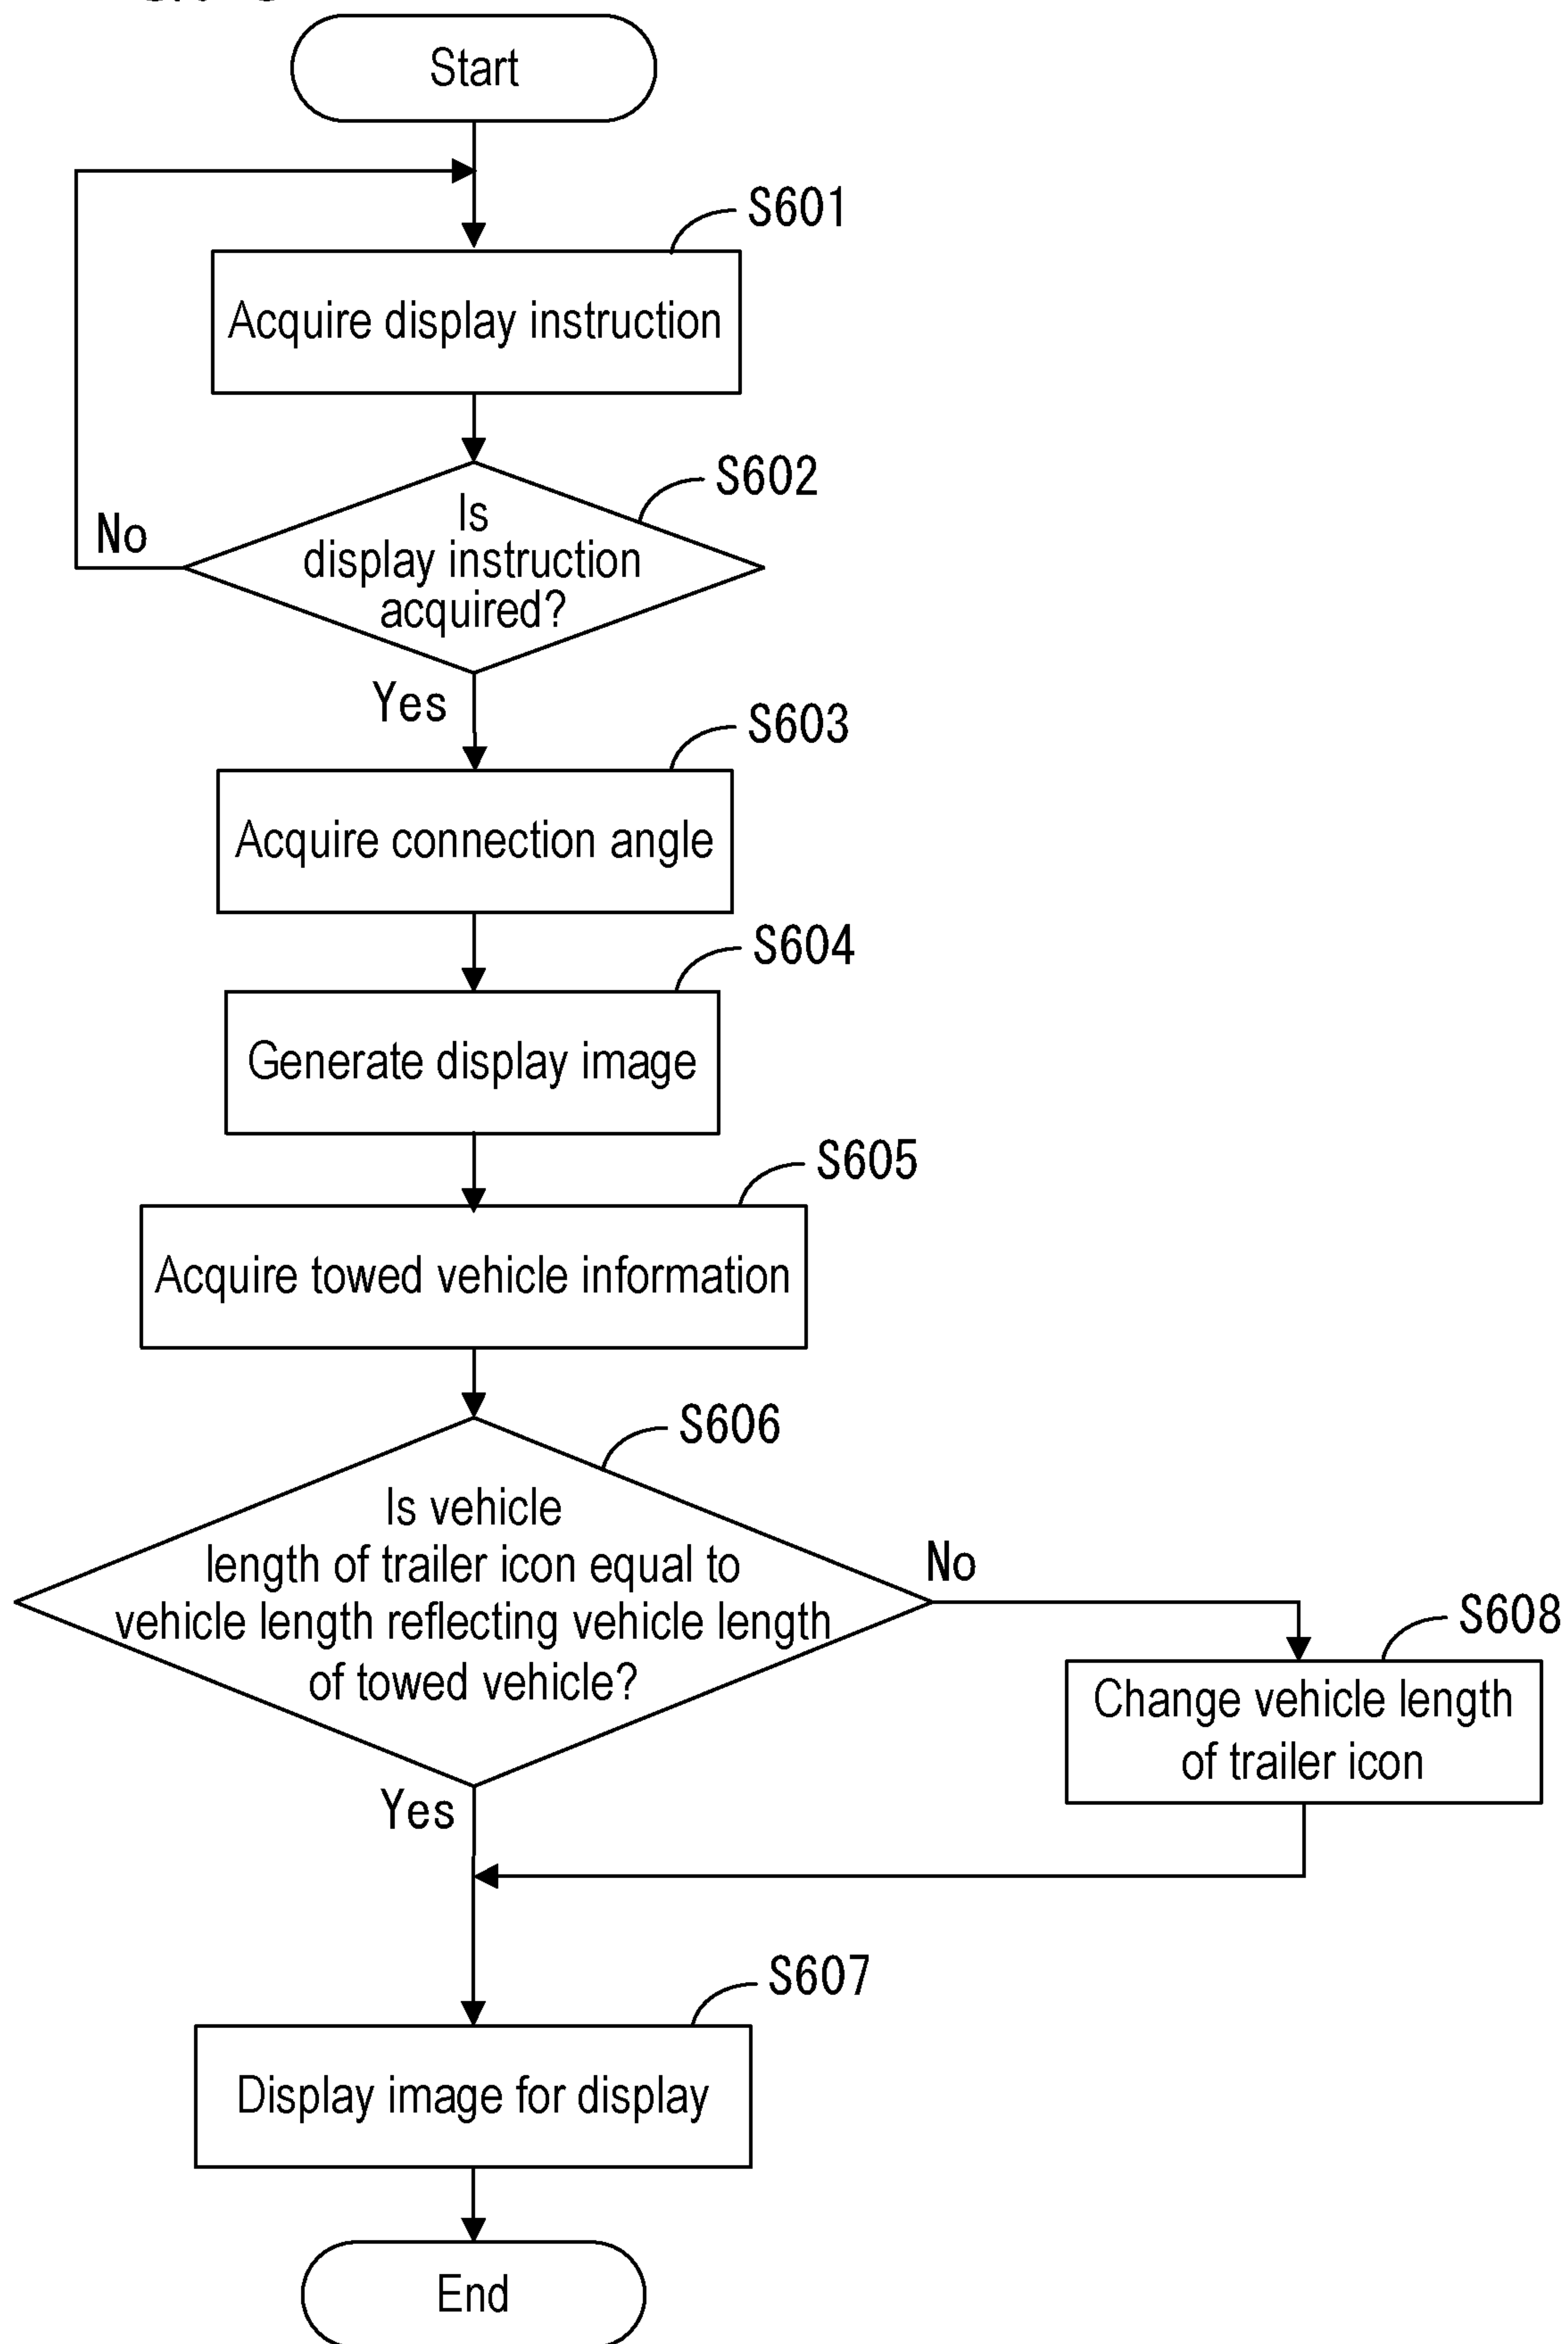 Start
S601
Acquire display instruction
S602
Is
display instruction
acquired?
No
Yes
S603
Acquire connection angle
S604
Generate display image
S605
Acquire towed vehicle information
S606
Is vehicle
length of trailer icon equal to
vehicle length reflecting vehicle length
of towed vehicle?
No
S608
Change vehicle length
of trailer icon
Yes
S607
Display image for display
End